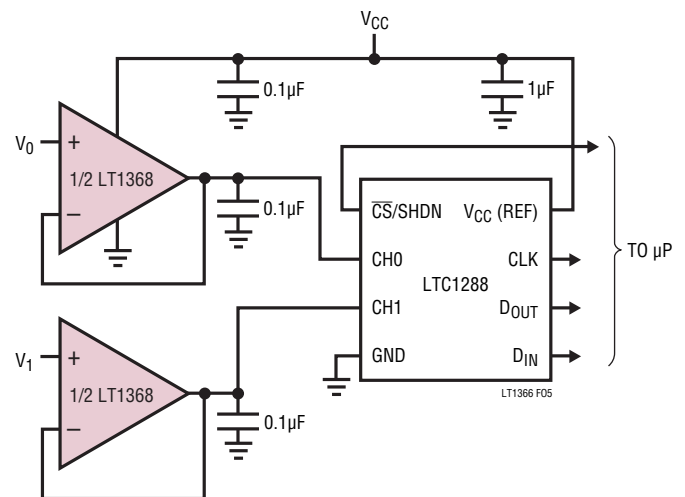 VCC
0.1µF
1µF
V0
+
1/2 LT1368
−
0.1µF
CS/SHDN
VCC (REF)
CH0
CLK
LTC1288
CH1
DOUT
GND
DIN
TO µP
LT1366 F05
V1
+
1/2 LT1368
−
0.1µF